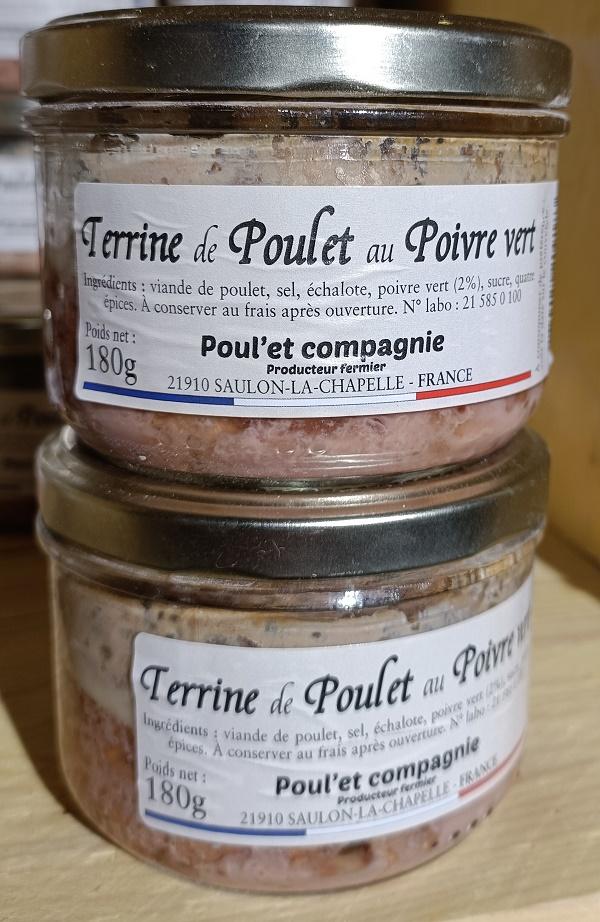 Terrine de Poulet au Poivre vert
Ingrédients : viande de poulet, sel, échalote, poivre vert (2%), sucre, quatre
épices. À conserver au frais après ouverture. N° labo : 21 585 0 100
Poids net :
180g
Poul'et compagnie
Producteur fermier
21910 SAULON-LA-CHAPELLE - FRANCE
Terrine de Poulet au Poivre vert
Ingrédients : viande de poulet, sel, échalote, poivre vert (2%),
épices. À conserver au frais après ouverture. N° labo : 21
Poids net :
180g
Poul'et compagnie
Producteur fermier
21910 SAULON-LA-CHAPELLE - FRANCE